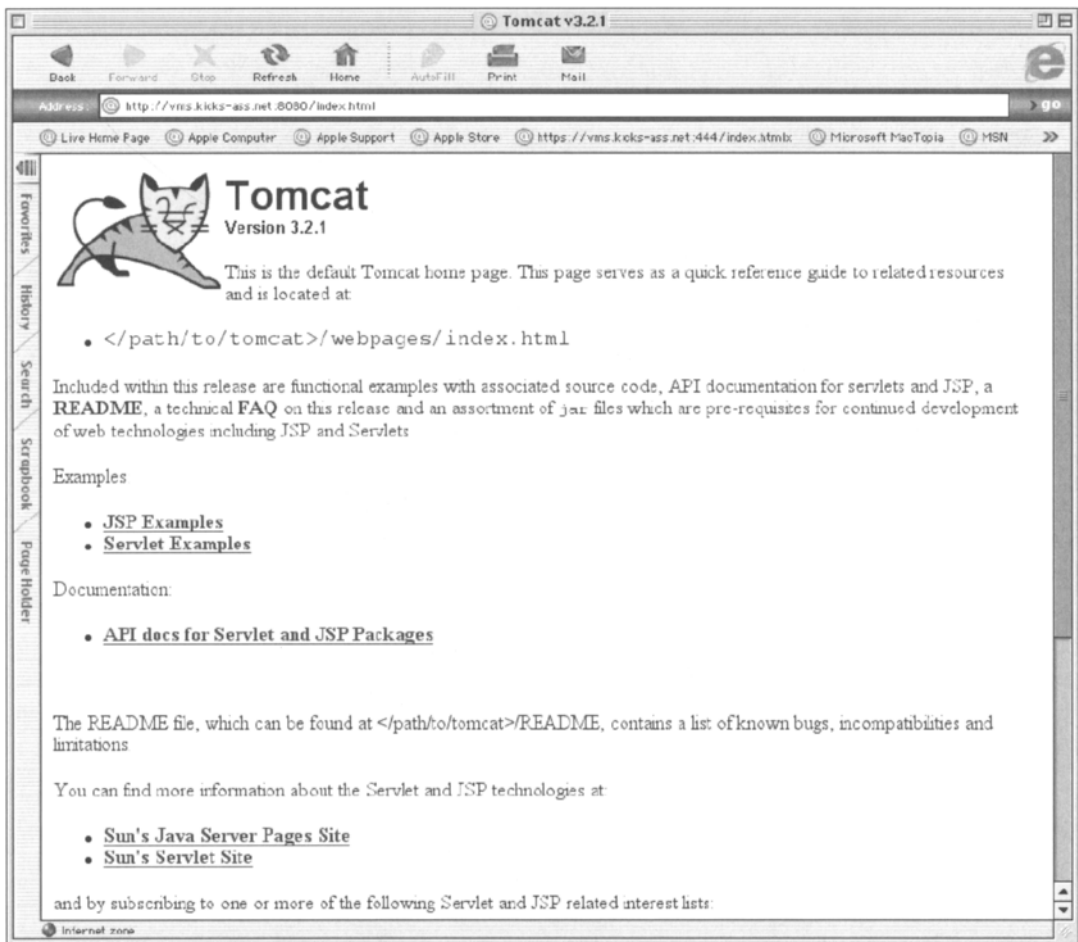 Tomcat v3.2.1
Back Forward Stop Refresh Home AutoFill Print Mail
Address: http://vms.kicks-ass.net:8080/index.html go
Live Home Page Apple Computer Apple Support Apple Store https://vms.kicks-ass.net:444/index.htmlx Microsoft MacTopia MSN
Favorites
History
Search
Scrapbook
Page Holder
Tomcat
Version 3.2.1
This is the default Tomcat home page. This page serves as a quick reference guide to related resources
and is located at:
• </path/to/tomcat>/webpages/index.html
Included within this release are functional examples with associated source code, API documentation for servlets and JSP, a
README, a technical FAQ on this release and an assortment of jar files which are pre-requisites for continued development
of web technologies including JSP and Servlets
Examples
• JSP Examples
• Servlet Examples
Documentation:
• API docs for Servlet and JSP Packages
The README file, which can be found at </path/to/tomcat>/README, contains a list of known bugs, incompatibilities and
limitations
You can find more information about the Servlet and JSP technologies at:
• Sun's Java Server Pages Site
• Sun's Servlet Site
and by subscribing to one or more of the following Servlet and JSP related interest lists:
Internet zone